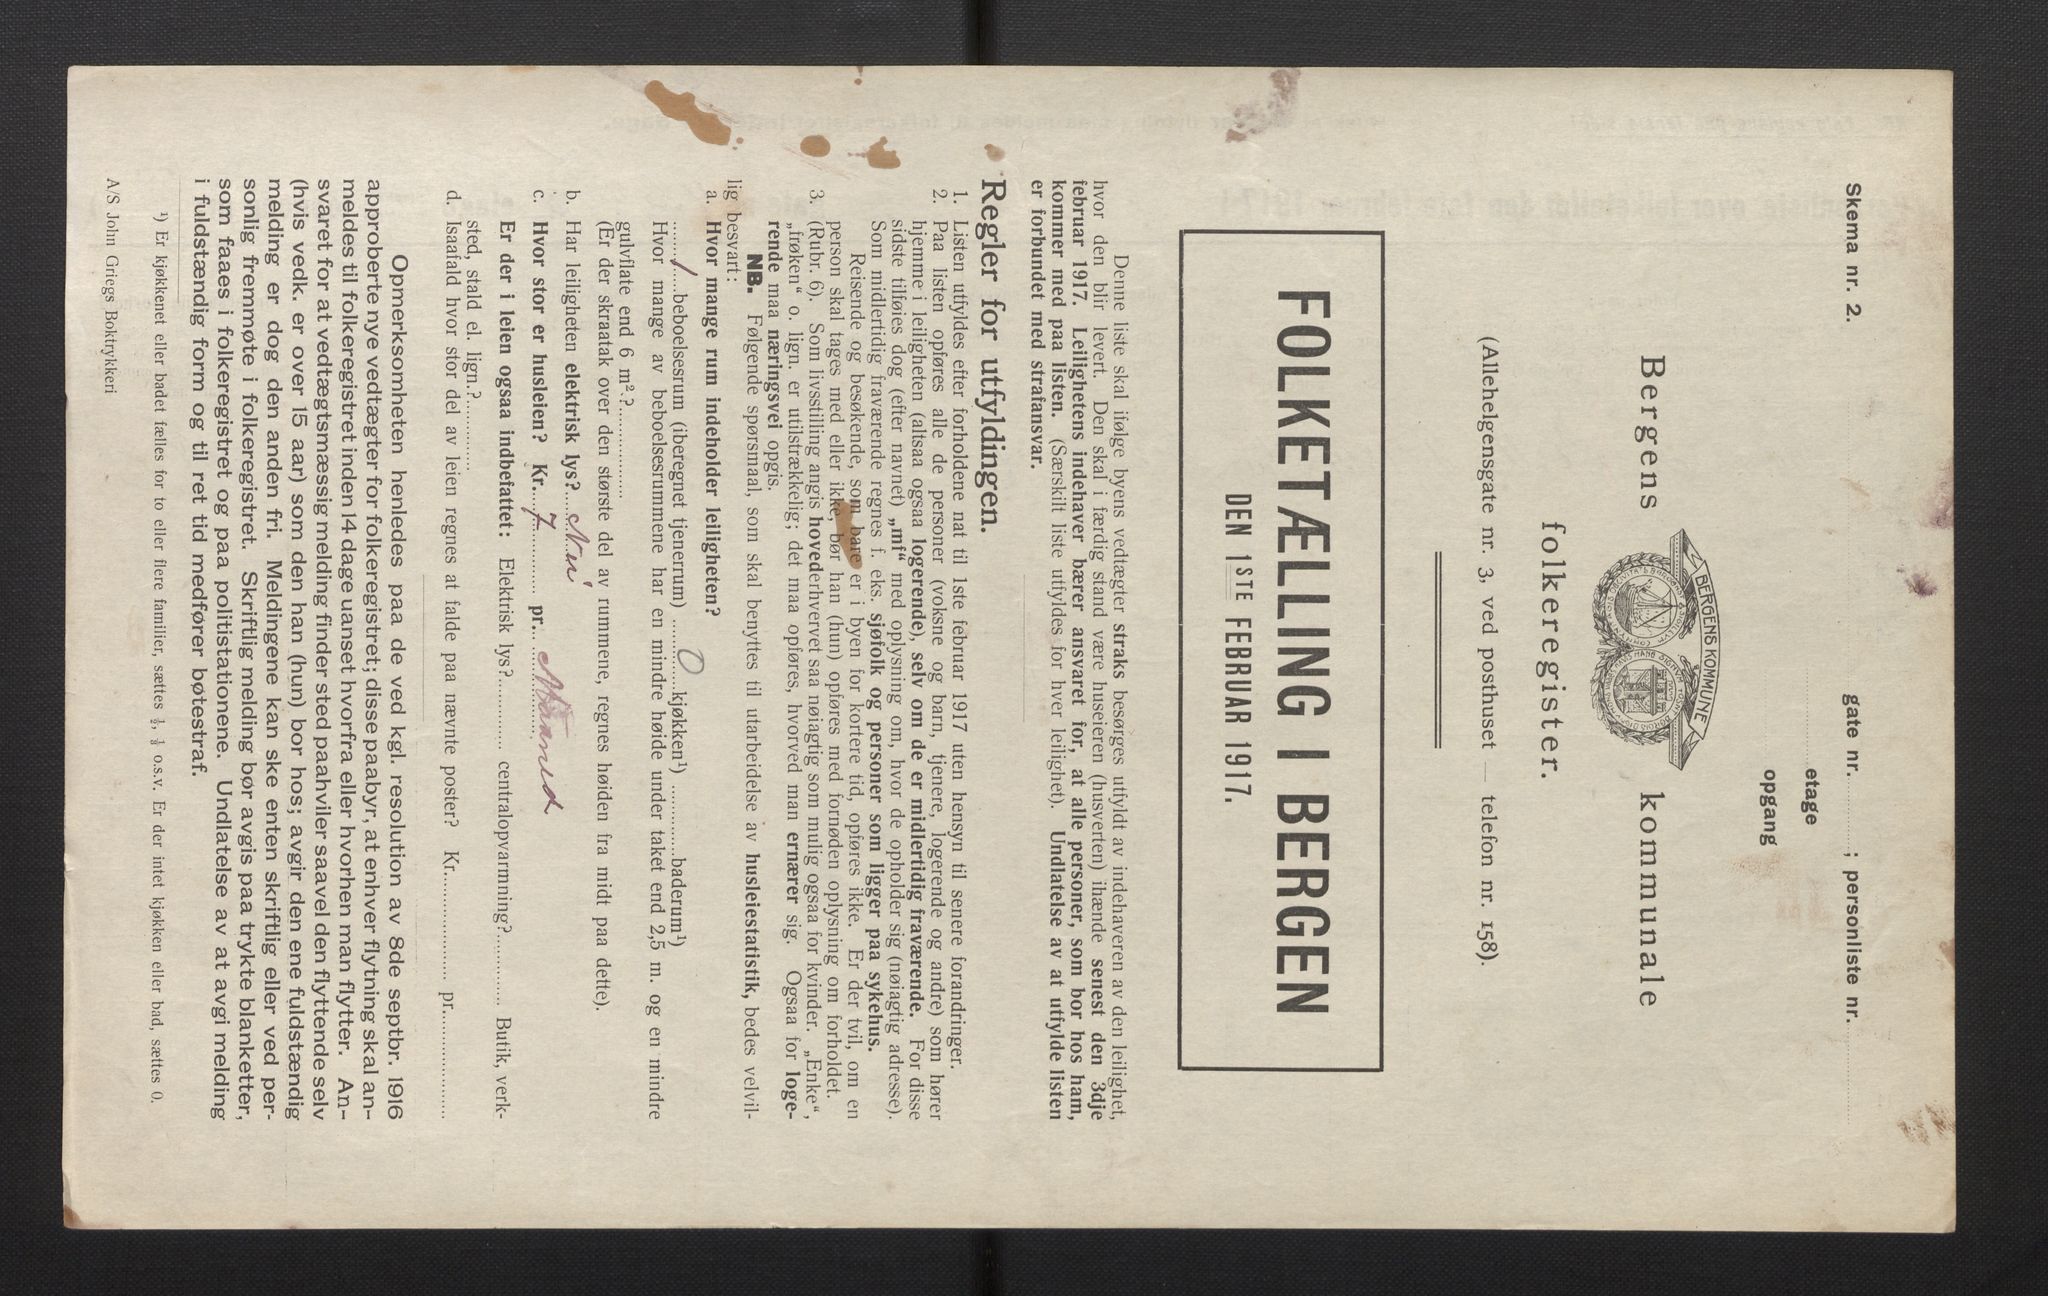 Skema nr. 2.
gate nr. ; personliste nr.
etage
opgang
BERGENS KOMMUNE
Bergens kommunale
folkeregister.
(Allehelgensgate nr. 3, ved posthuset — telefon nr. 158).
FOLKETÆLLING I BERGEN
DEN 1STE FEBRUAR 1917.
Denne liste skal ifølge byens vedtægter straks besørges utfyldt av indehaveren av den leilighet,
hvor den blir levert. Den skal i færdig stand være huseieren (husverten) ihænde senest den 3dje
februar 1917. Leilighetens indehaver bærer ansvaret for, at alle personer, som bor hos ham,
kommer med paa listen. (Særskilt liste utfyldes for hver leilighet). Undlatelse av at utfylde listen
er forbundet med strafansvar.
Regler for utfyldingen.
1. Listen utfyldes efter forholdene nat til 1ste februar 1917 uten hensyn til senere forandringer.
2. Paa listen opføres alle de personer (voksne og barn, tjenere, logerende og andre) som hører
hjemme i leiligheten (altsaa ogsaa logerende), selv om de er midlertidig fraværende. For disse
sidste tilføies dog (efter navnet) „mf“ med oplysning om, hvor de opholder sig (nøiagtig adresse).
Som midlertidig fraværende regnes f. eks. sjøfolk og personer som ligger paa sykehus.
Reisende og besøkende, som bare er i byen for kortere tid, opføres ikke. Er der tvil, om en
person skal tages med eller ikke, bør han (hun) opføres med fornøden oplysning om forholdet.
3. (Rubr. 6). Som livsstilling angis hovederhvervet saa nøiagtig som mulig ogsaa for kvinder. „Enke“,
„frøken“ o. lign. er utilstrækkelig; det maa opføres, hvorved man ernærer sig. Ogsaa for loge-
rende maa næringsvei opgis.
NB. Følgende spørsmaal, som skal benyttes til utarbeidelse av husleiestatistik, bedes velvil-
lig besvart:
a. Hvor mange rum indeholder leiligheten?
1 beboelsesrum (iberegnet tjenerrum) 0 kjøkken¹) baderum¹)
Hvor mange av beboelsesrummene har en mindre høide under taket end 2,5 m. og en mindre
gulvflate end 6 m²?
(Er der skraatak over den største del av rummene, regnes høiden fra midt paa dette).
b. Har leiligheten elektrisk lys? Nei
c. Hvor stor er husleien? Kr. 7 pr. Maaned
Er der i leien ogsaa indbefattet: Elektrisk lys? centralopvarmning? Butik, verk-
sted, stald el. lign.?
d. Isaafald hvor stor del av leien regnes at falde paa nævnte poster? Kr. pr.
Opmerksomheten henledes paa de ved kgl. resolution av 8de septbr. 1916
approberte nye vedtægter for folkeregistret; disse paabyr, at enhver flytning skal an-
meldes til folkeregistret inden 14 dage uanset hvorfra eller hvorhen man flytter. An-
svaret for at vedtægtsmæssig melding finder sted paahviler saavel den flyttende selv
(hvis vedk. er over 15 aar) som den han (hun) bor hos; avgir den ene fuldstændig
melding er dog den anden fri. Meldingene kan ske enten skriftlig eller ved per-
sonlig fremmøte i folkeregistret. Skriftlig melding bør avgis paa trykte blanketter,
som faaes i folkeregistret og paa politistationene. Undlatelse av at avgi melding
i fuldstændig form og til ret tid medfører bøtestraf.
¹) Er kjøkkenet eller badet fælles for to eller flere familier, sættes ½, ⅓ o.s.v. Er der intet kjøkken eller bad, sættes 0.
A/S John Griegs Boktrykkeri